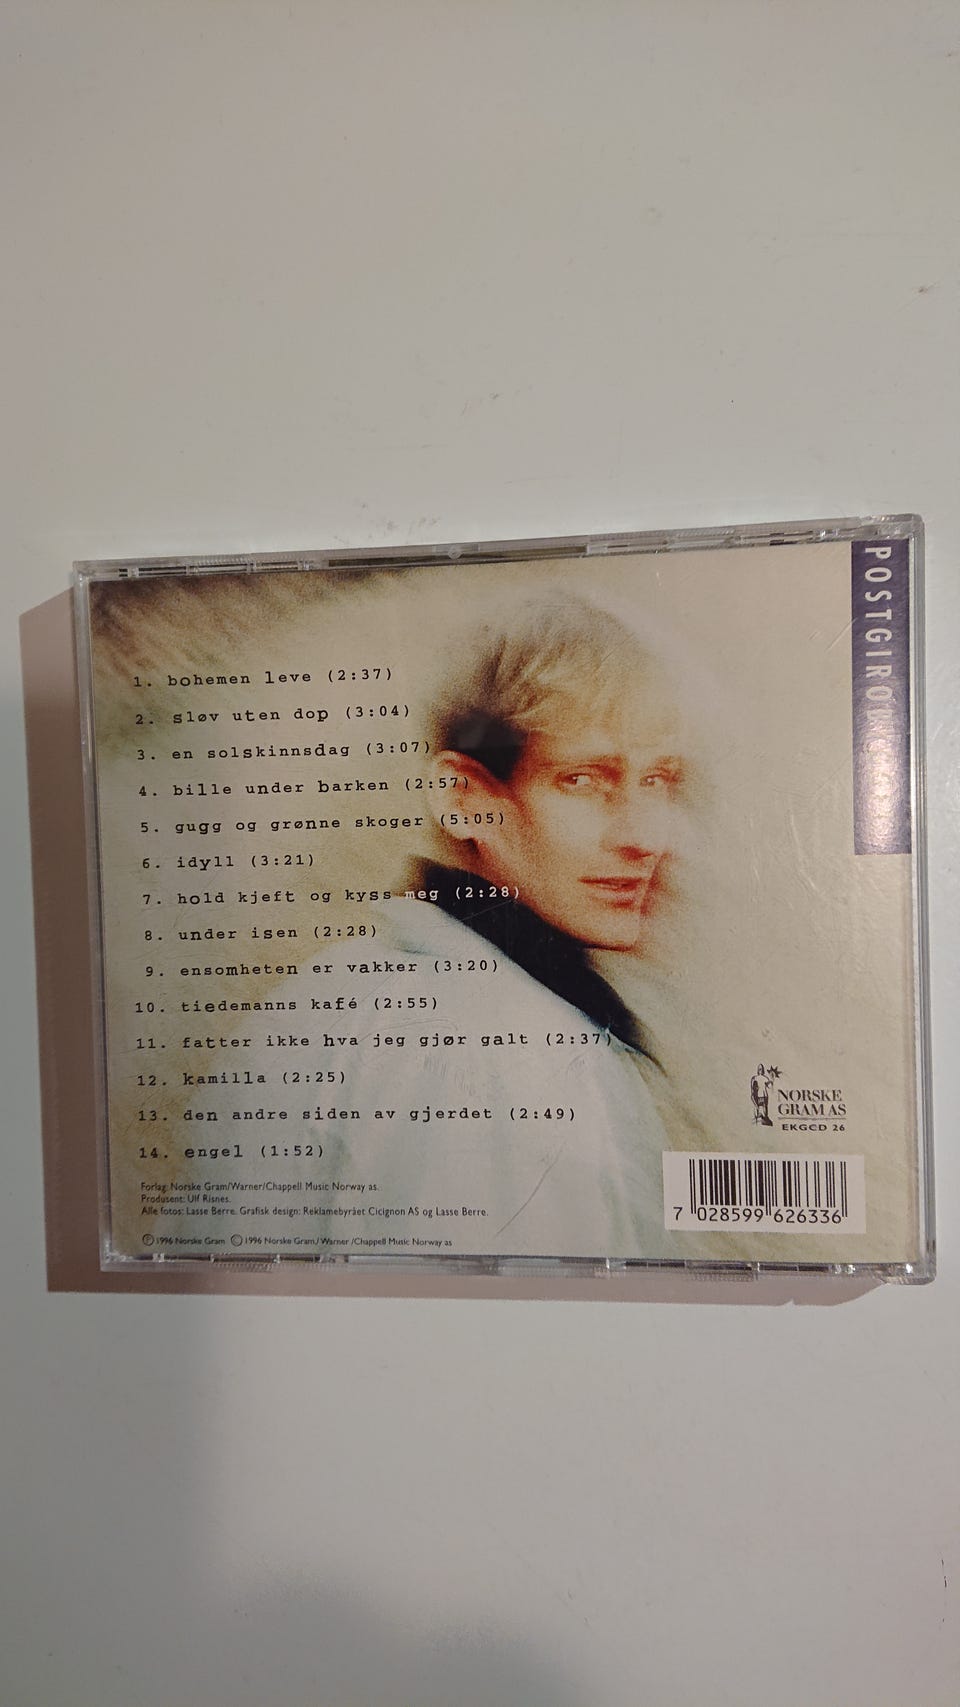 POSTGIROB
1. bohemen leve (2:37)
2. sløv uten dop (3:04)
3. en solskinnsdag (3:07)
4. bille under barken (2:57)
5. gugg og grønne skoger (5:05)
6. idyll (3:21)
7. hold kjeft og kyss meg (2:28)
8. under isen (2:28)
9. ensomheten er vakker (3:20)
10. tiedemanns kafé (2:55)
11. fatter ikke hva jeg gjør galt (2:37)
12. kamilla (2:25)
13. den andre siden av gjerdet (2:49)
14. engel (1:52)
Forlag: Norske Gram/Warner/Chappell Music Norway as.
Produsent: Ulf Risnes.
Alle fotos: Lasse Berre. Grafisk design: Reklamebyrået Cicignon AS og Lasse Berre.
Ⓟ 1996 Norske Gram © 1996 Norske Gram/ Warner /Chappell Music Norway as
NORSKE
GRAM AS
EKGCD 26
7 028599 626336